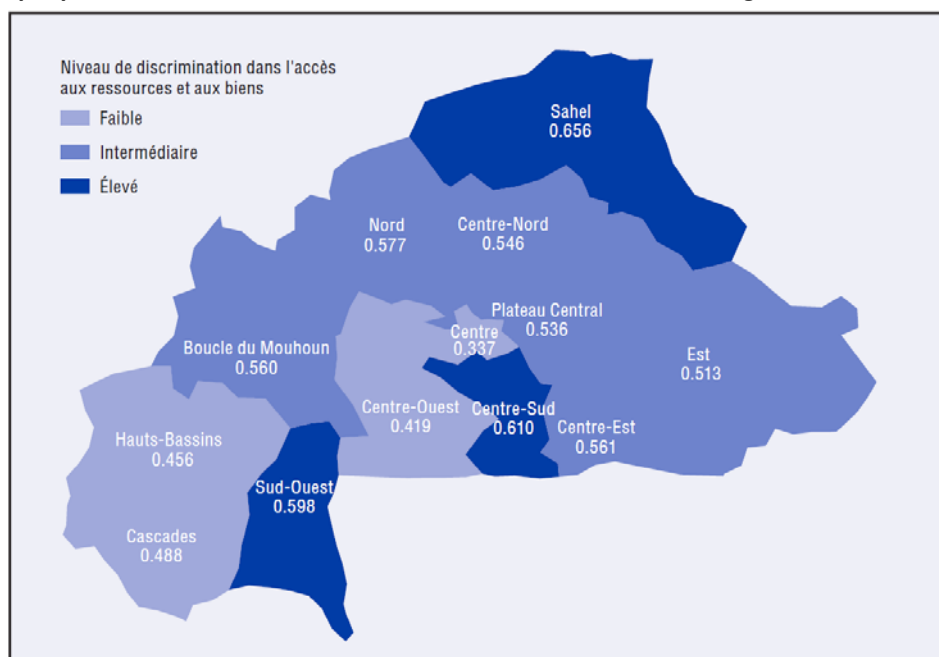 Niveau de discrimination dans l'accès
aux ressources et aux biens
Faible
Intermédiaire
Élevé
Sahel
0.656
Nord
0.577
Centre-Nord
0.546
Plateau Central
0.536
Centre
0.337
Boucle du Mouhoun
0.560
Est
0.513
Centre-Ouest
0.419
Centre-Sud
0.610
Centre-Est
0.561
Hauts-Bassins
0.456
Sud-Ouest
0.598
Cascades
0.488